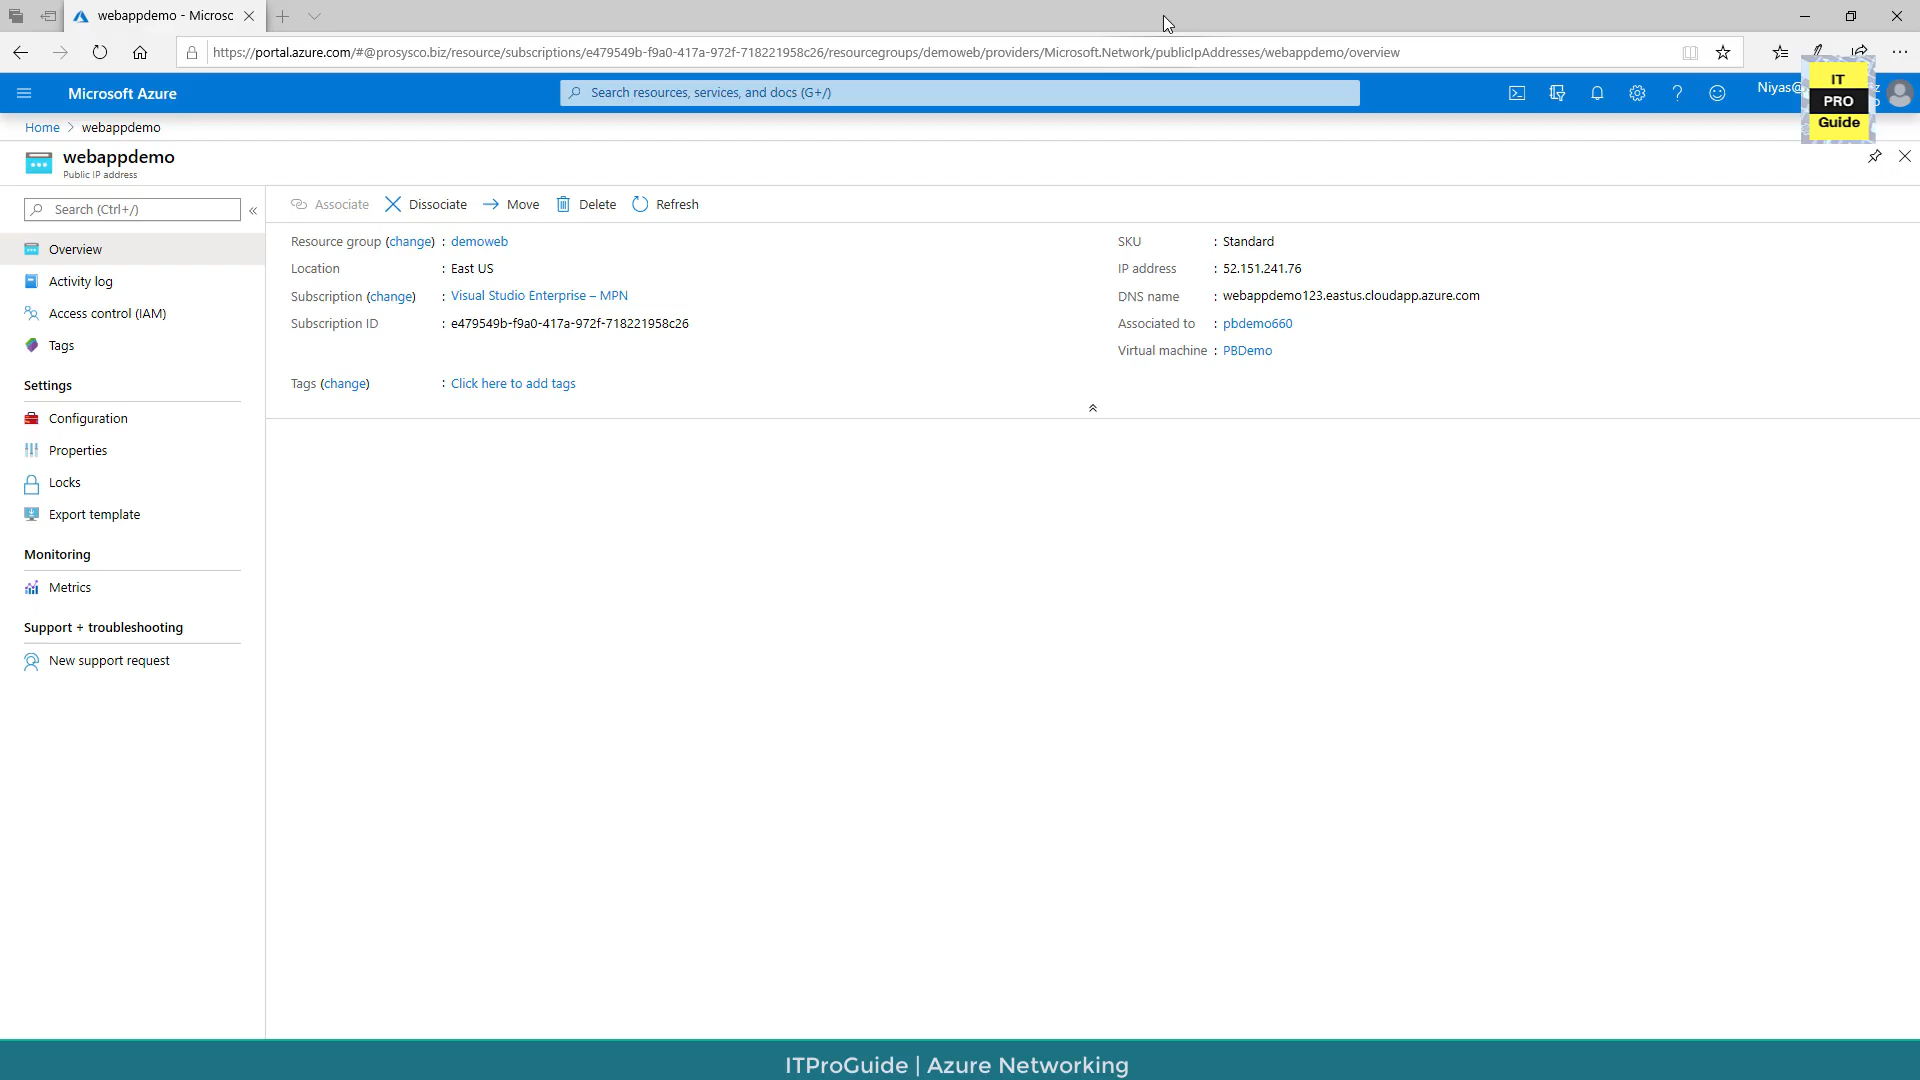 webappdemo - Microsc
https://portal.azure.com/#@prosysco.biz/resource/subscriptions/e479549b-f9a0-417a-972f-718221958c26/resourcegroups/demoweb/providers/Microsoft.Network/publicIpAddresses/webappdemo/overview
Microsoft Azure
Search resources, services, and docs (G+/)
Niyas@
IT
PRO
Guide
Home > webappdemo
webappdemo
Public IP address
Search (Ctrl+/)
Associate Dissociate Move Delete Refresh
Overview
Activity log
Access control (IAM)
Tags
Settings
Configuration
Properties
Locks
Export template
Monitoring
Metrics
Support + troubleshooting
New support request
Resource group (change) : demoweb
Location : East US
Subscription (change) : Visual Studio Enterprise – MPN
Subscription ID : e479549b-f9a0-417a-972f-718221958c26
Tags (change) : Click here to add tags
SKU : Standard
IP address : 52.151.241.76
DNS name : webappdemo123.eastus.cloudapp.azure.com
Associated to : pbdemo660
Virtual machine : PBDemo
ITProGuide | Azure Networking